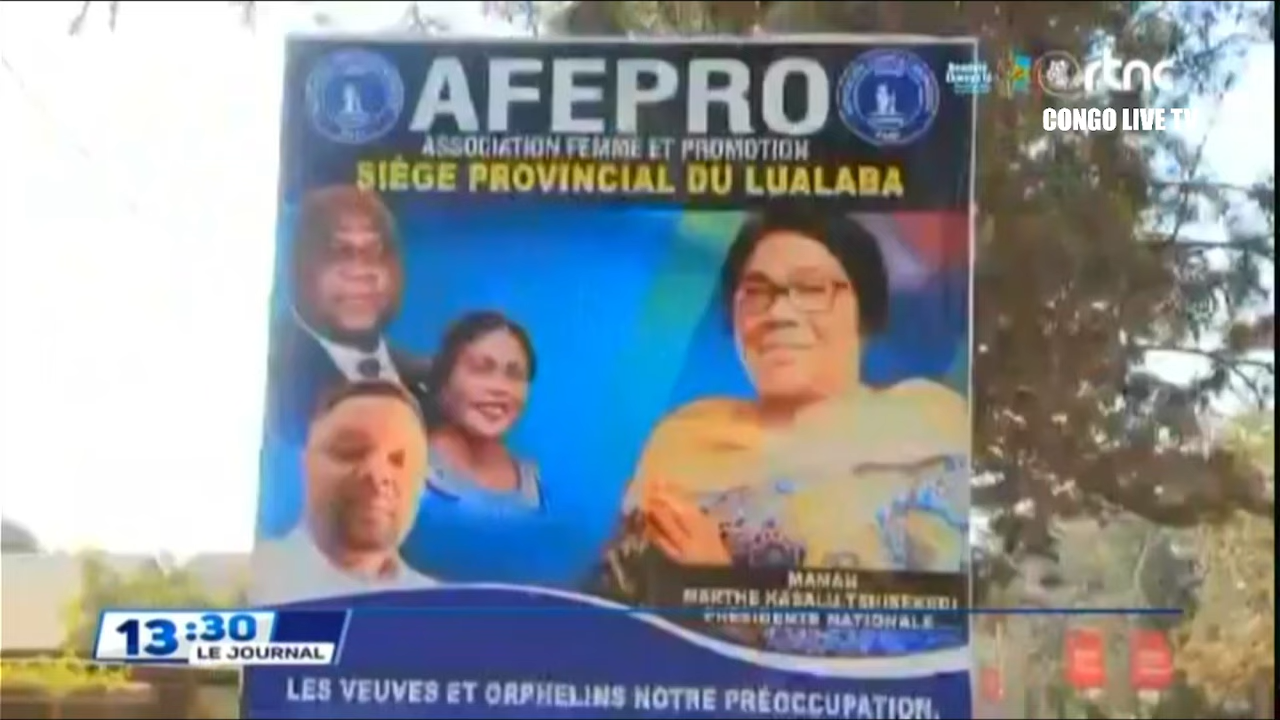 AFEPRO
ASSOCIATION FEMME ET PROMOTION
SIÈGE PROVINCIAL DU LUALABA
rtnc
CONGO LIVE TV
MAMAN
MARTHE KASALU TSHISEKEDI
PRÉSIDENTE NATIONALE
13:30
LE JOURNAL
LES VEUVES ET ORPHELINS NOTRE PRÉOCCUPATION.